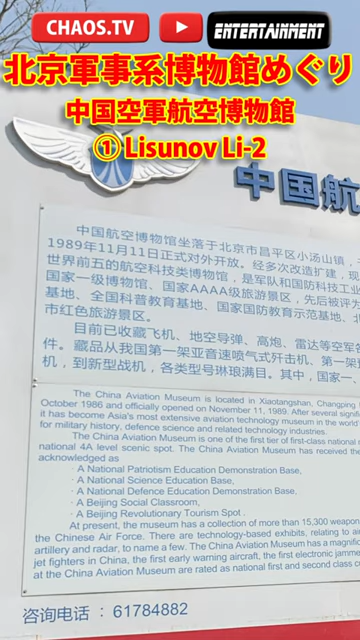 CHAOS.TV
ENTERTAINMENT
北京軍事系博物館めぐり
中国空軍航空博物館
①Lisunov Li-2
中国航
中国航空博物馆坐落于北京市昌平区小汤山镇，
1989年11月11日正式对外开放。经多次改造扩建，现
世界前五的航空科技类博物馆，是军队和国防科技工业
国家一级博物馆、国家AAAA级旅游景区，先后被评为
基地、全国科普教育基地、国家国防教育示范基地、北
市红色旅游景区。
目前已收藏飞机、地空导弹、高炮、雷达等空军各
件。藏品从我国第一架亚音速喷气式歼击机、第一架预
机，到新型战机，各类型号琳琅满目。其中，国家一、
The China Aviation Museum is located in Xiaotangshan, Changping
October 1986 and officially opened on November 11, 1989. After several signifi
it has become Asia's most extensive aviation technology museum in the world'
for military history, defence science and related technology industries.
The China Aviation Museum is one of the first tier of first-class national m
national 4A level scenic spot. The China Aviation Museum has received the
acknowledged as
· A National Patriotism Education Demonstration Base,
· A National Science Education Base,
· A National Defence Education Demonstration Base,
· A Beijing Social Classroom,
· A Beijing Revolutionary Tourism Spot .
At present, the museum has a collection of more than 15,300 weapon
the Chinese Air Force. There are technology-based exhibits, relating to air
artillery and radar, to name a few. The China Aviation Museum has a magnific
jet fighters in China, the first early warning aircraft, the first electronic jamme
at the China Aviation Museum are rated as national first and second class cu
咨询电话：61784882